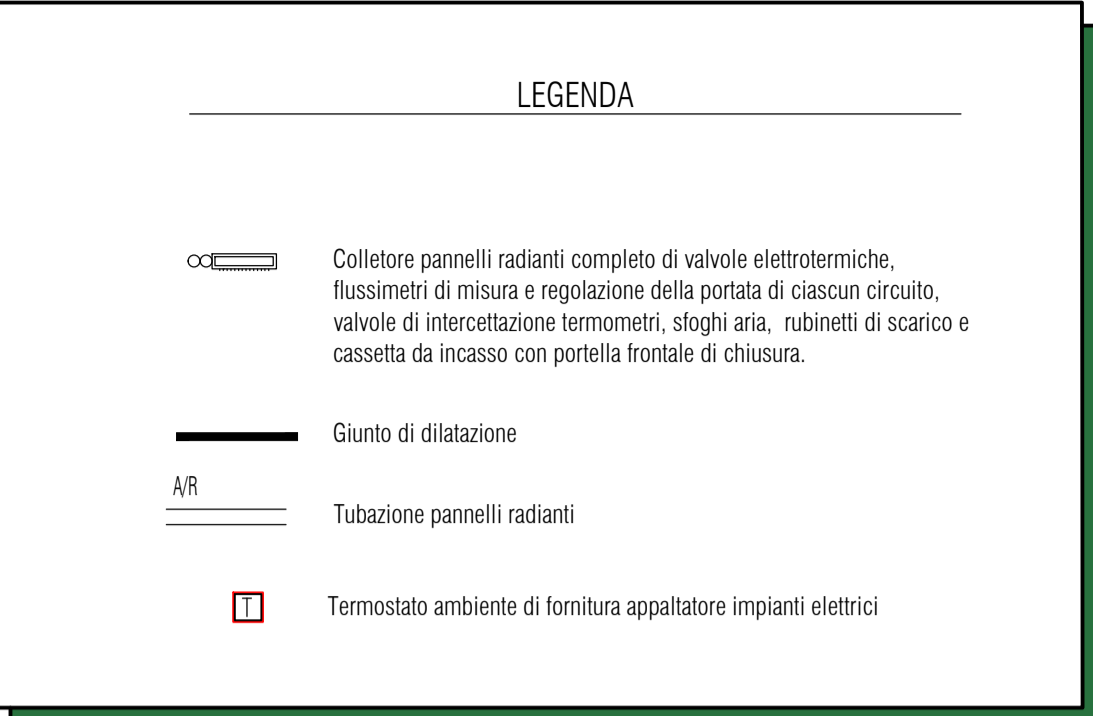 LEGENDA
Colletore pannelli radianti completo di valvole elettrotermiche,
flussimetri di misura e regolazione della portata di ciascun circuito,
valvole di intercettazione termometri, sfoghi aria,  rubinetti di scarico e
cassetta da incasso con portella frontale di chiusura.
Giunto di dilatazione
A/R
Tubazione pannelli radianti
T
Termostato ambiente di fornitura appaltatore impianti elettrici